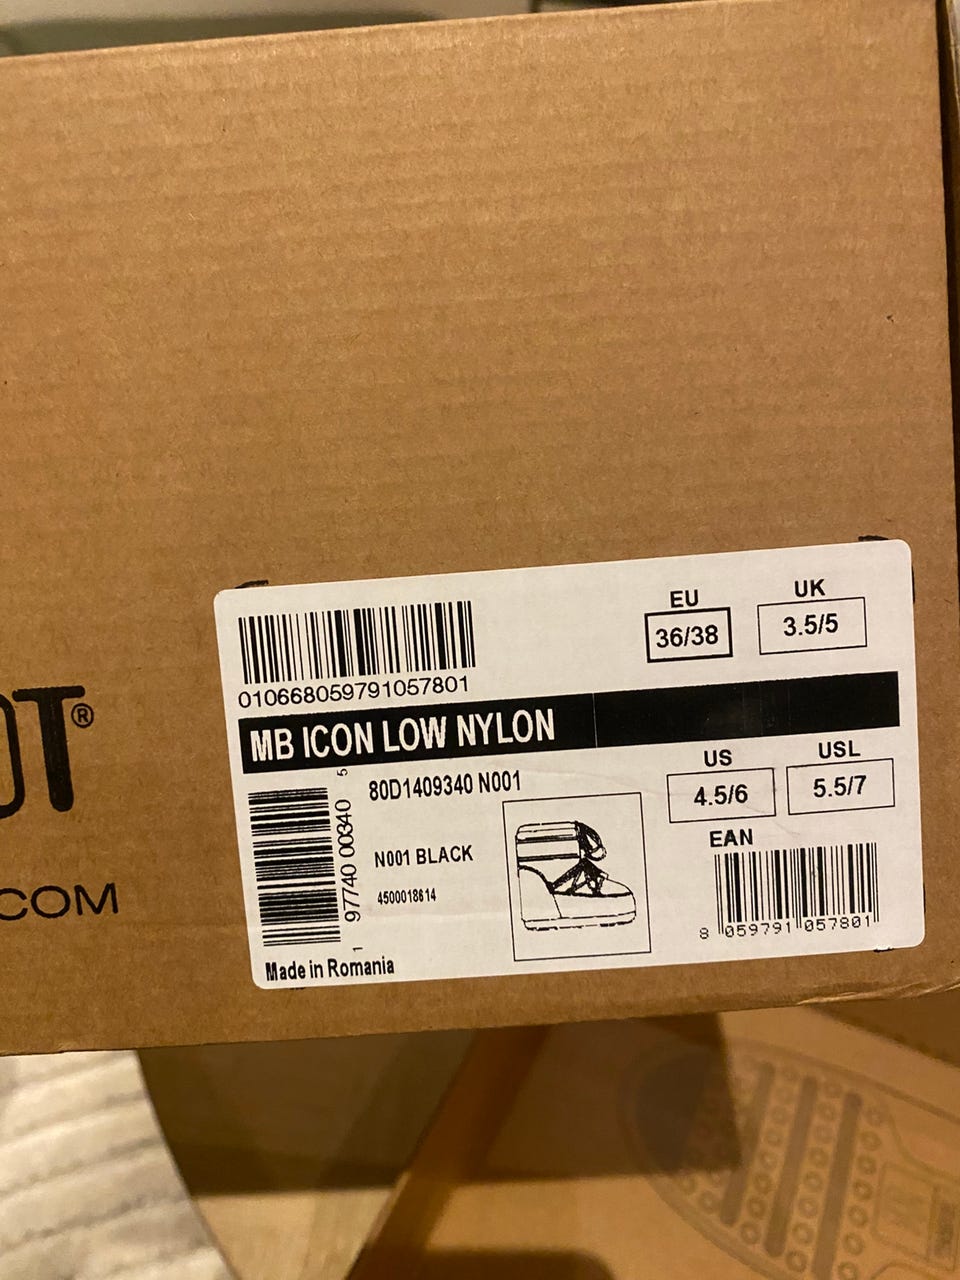 OT®
COM
EU
UK
36/38
3.5/5
010668059791057801
MB ICON LOW NYLON
US
USL
4.5/6
5.5/7
80D1409340 N001
N001 BLACK
4500018614
1 97740 00340 5
EAN
8 059791 057801
Made in Romania